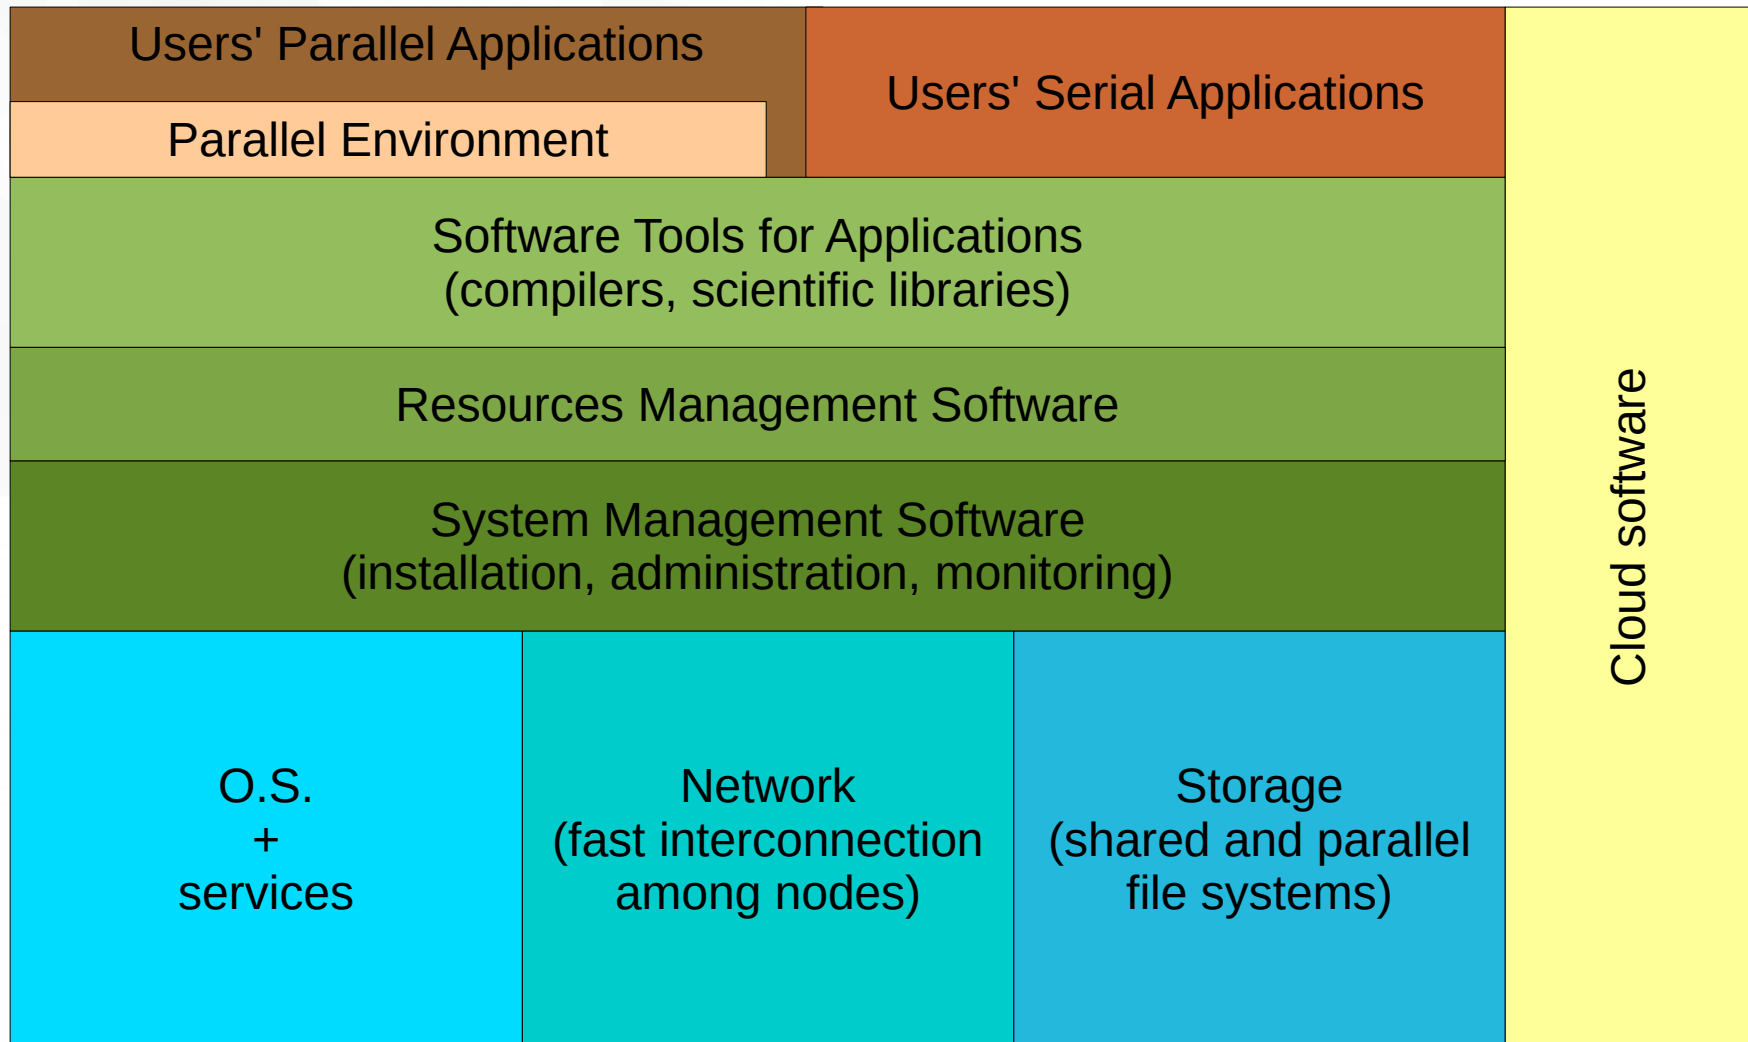 Users' Parallel Applications
Users' Serial Applications
Parallel Environment
Software Tools for Applications
(compilers, scientific libraries)
Resources Management Software
System Management Software
(installation, administration, monitoring)
O.S.
+
services
Network
(fast interconnection
among nodes)
Storage
(shared and parallel
file systems)
Cloud software